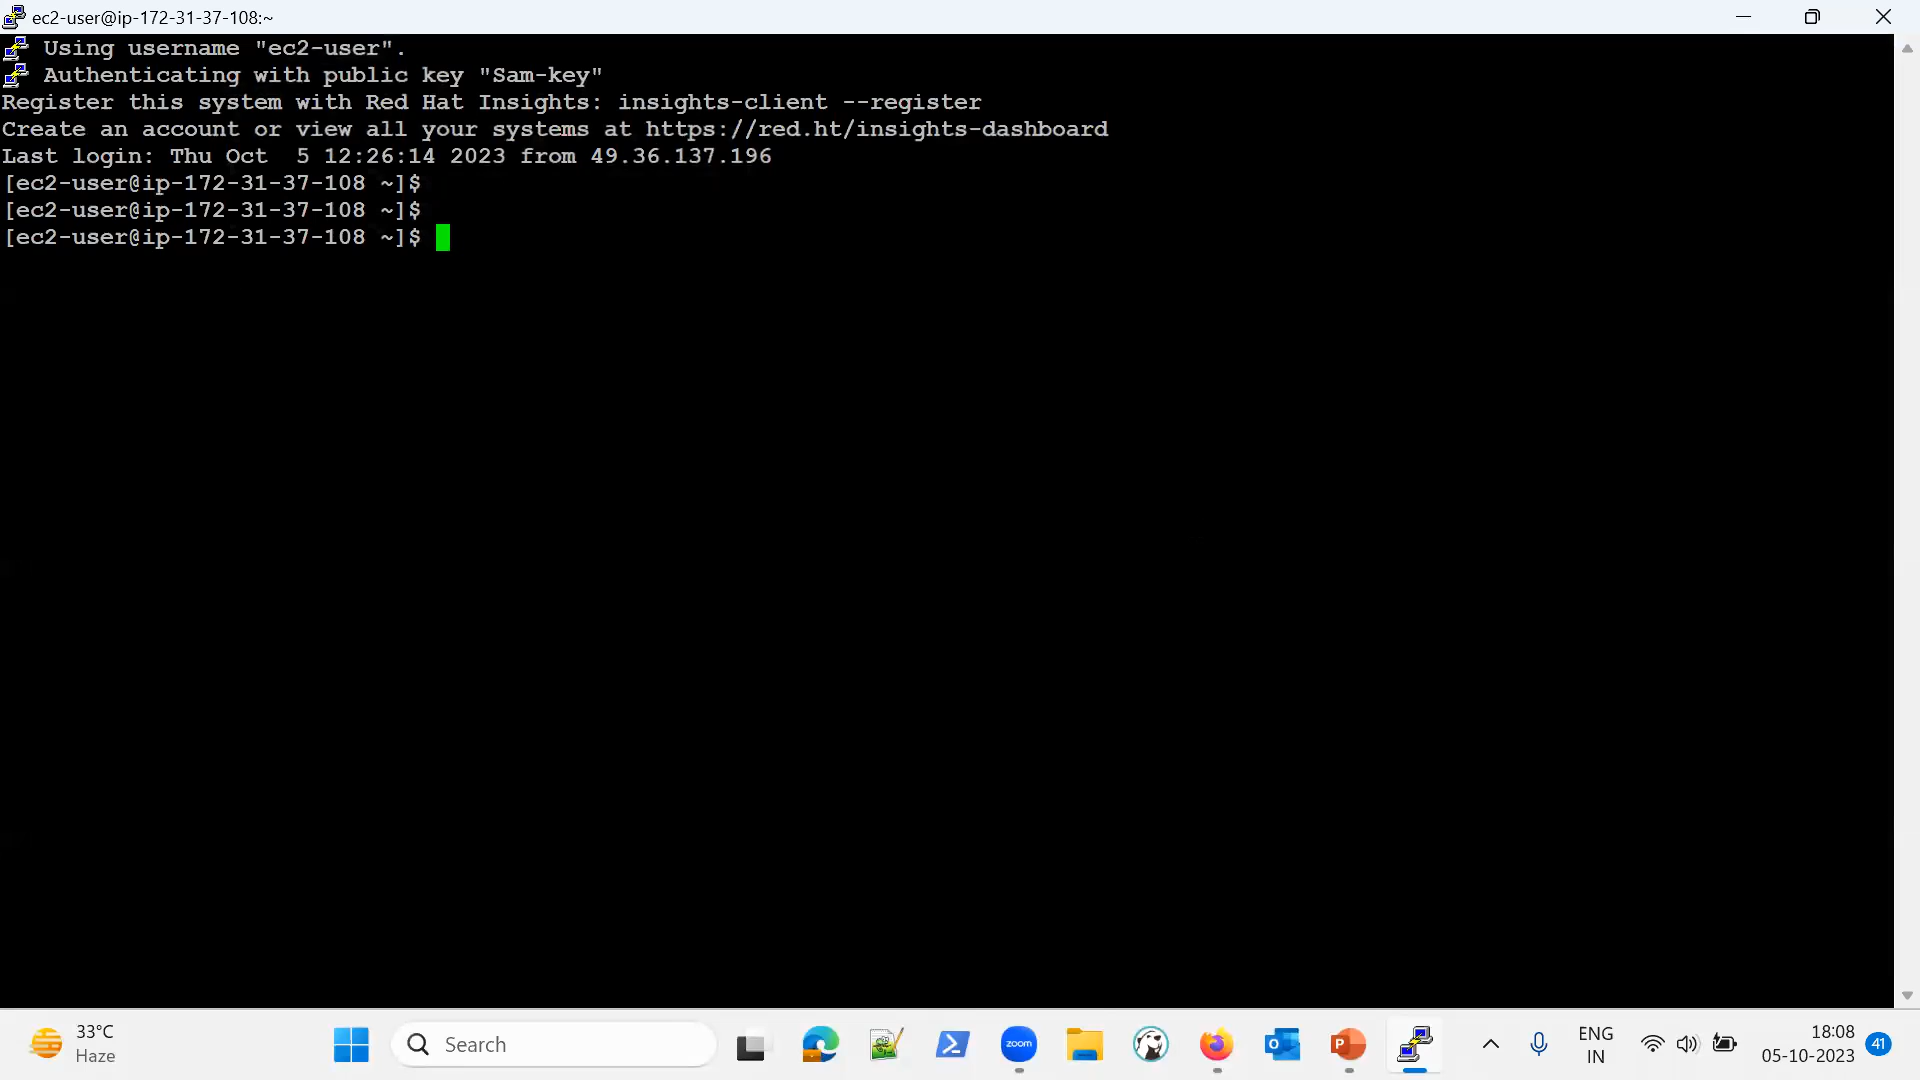 ec2-user@ip-172-31-37-108:~
Using username "ec2-user".
Authenticating with public key "Sam-key"
Register this system with Red Hat Insights: insights-client --register
Create an account or view all your systems at https://red.ht/insights-dashboard
Last login: Thu Oct  5 12:26:14 2023 from 49.36.137.196
[ec2-user@ip-172-31-37-108 ~]$
[ec2-user@ip-172-31-37-108 ~]$
[ec2-user@ip-172-31-37-108 ~]$
33°C
Haze
Search
zoom
O
P
ENG
IN
18:08
05-10-2023
41